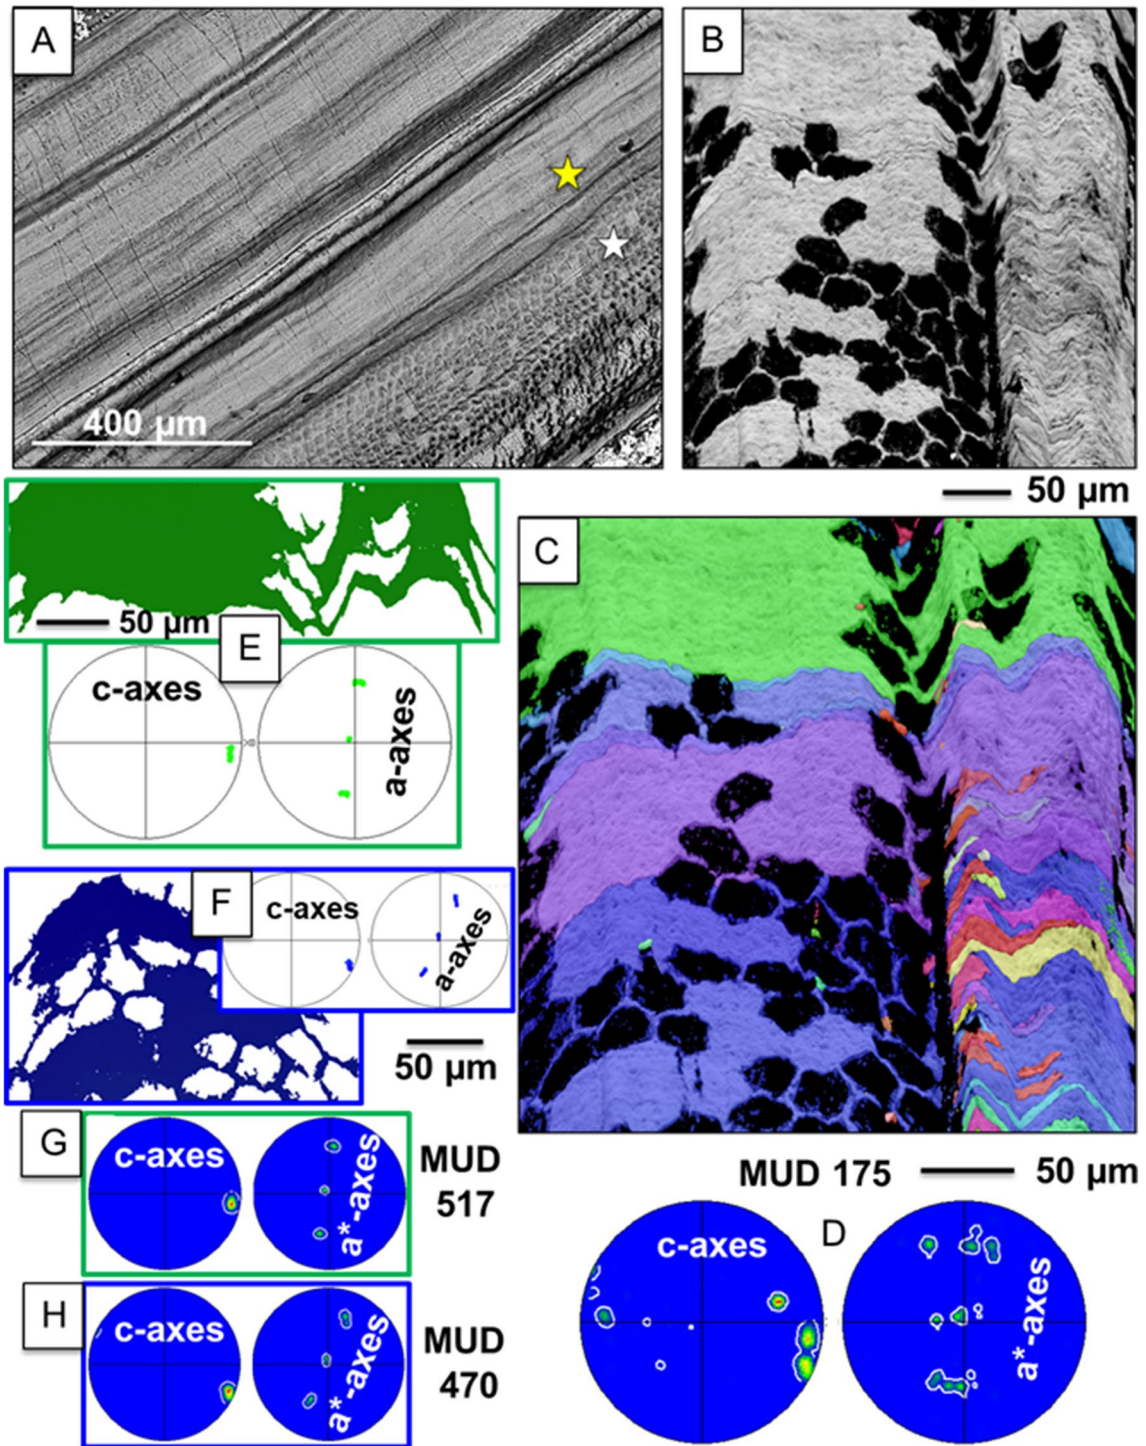 A
400 µm
B
50 µm
C
50 µm
E
c-axes
a-axes
F
c-axes
a-axes
50 µm
G
c-axes
a*-axes
MUD
517
H
c-axes
a*-axes
MUD
470
MUD 175
50 µm
c-axes
D
a*-axes